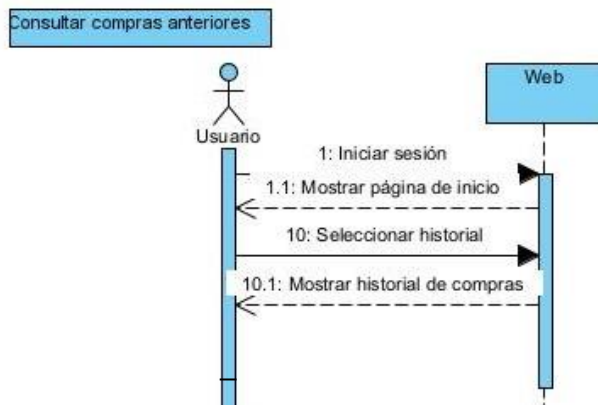 Consultar compras anteriores
Web
Usuario
1: Iniciar sesión
1.1: Mostrar página de inicio
10: Seleccionar historial
10.1: Mostrar historial de compras